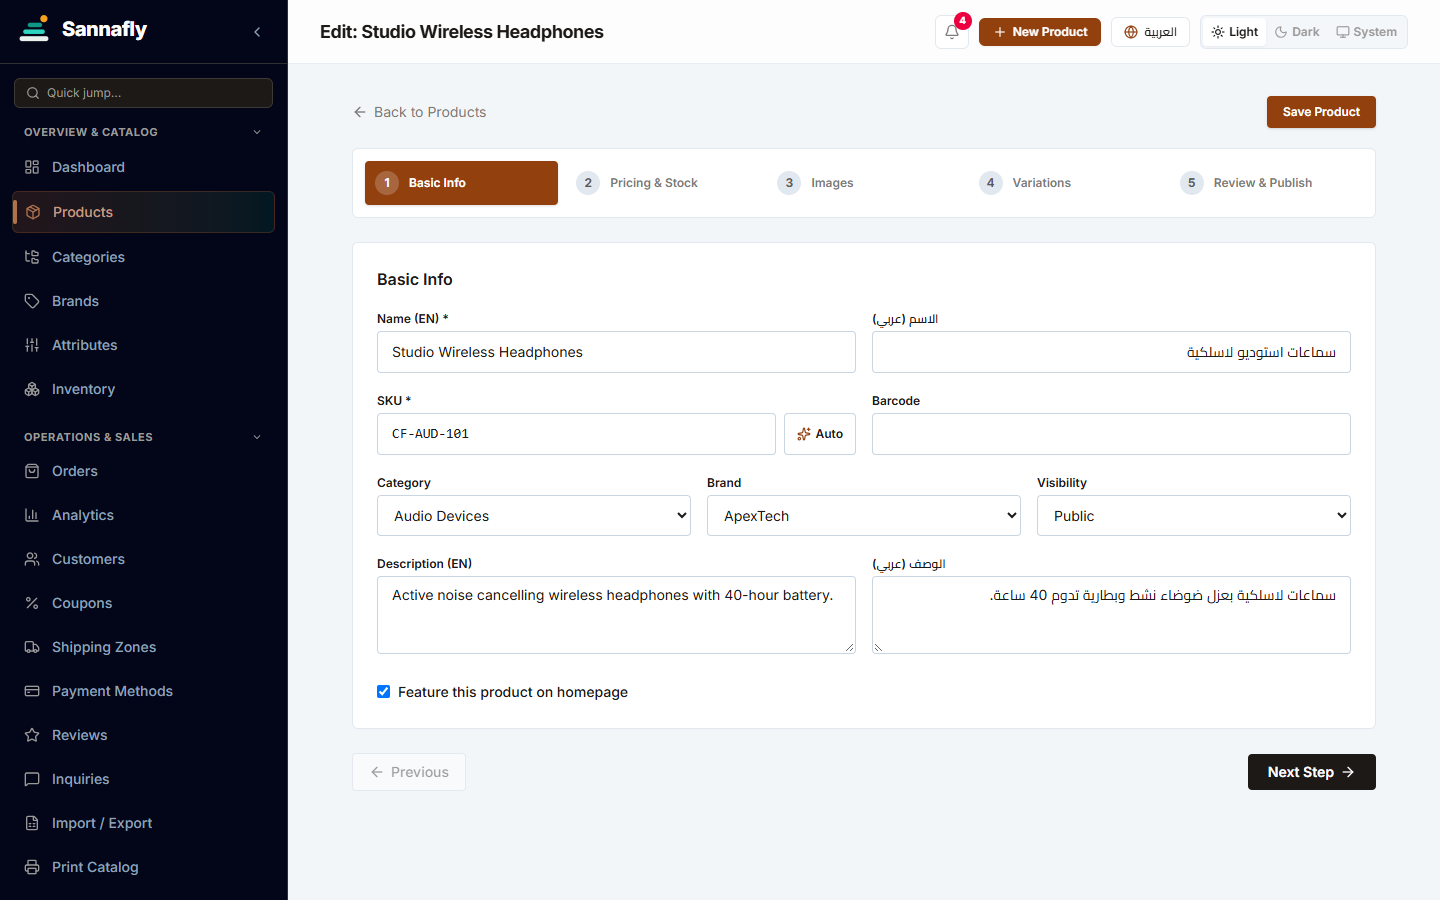 Sannafly
Quick jump...
OVERVIEW & CATALOG
Dashboard
Products
Categories
Brands
Attributes
Inventory
OPERATIONS & SALES
Orders
Analytics
Customers
Coupons
Shipping Zones
Payment Methods
Reviews
Inquiries
Import / Export
Print Catalog
Edit: Studio Wireless Headphones
4
New Product
العربية
Light
Dark
System
Back to Products
Save Product
1 Basic Info
2 Pricing & Stock
3 Images
4 Variations
5 Review & Publish
Basic Info
Name (EN) *
الاسم (عربي)
Studio Wireless Headphones
سماعات استوديو لاسلكية
SKU *
Barcode
CF-AUD-101
Auto
Category
Brand
Visibility
Audio Devices
ApexTech
Public
Description (EN)
الوصف (عربي)
Active noise cancelling wireless headphones with 40-hour battery.
سماعات لاسلكية بعزل ضوضاء نشط وبطارية تدوم 40 ساعة.
Feature this product on homepage
Previous
Next Step